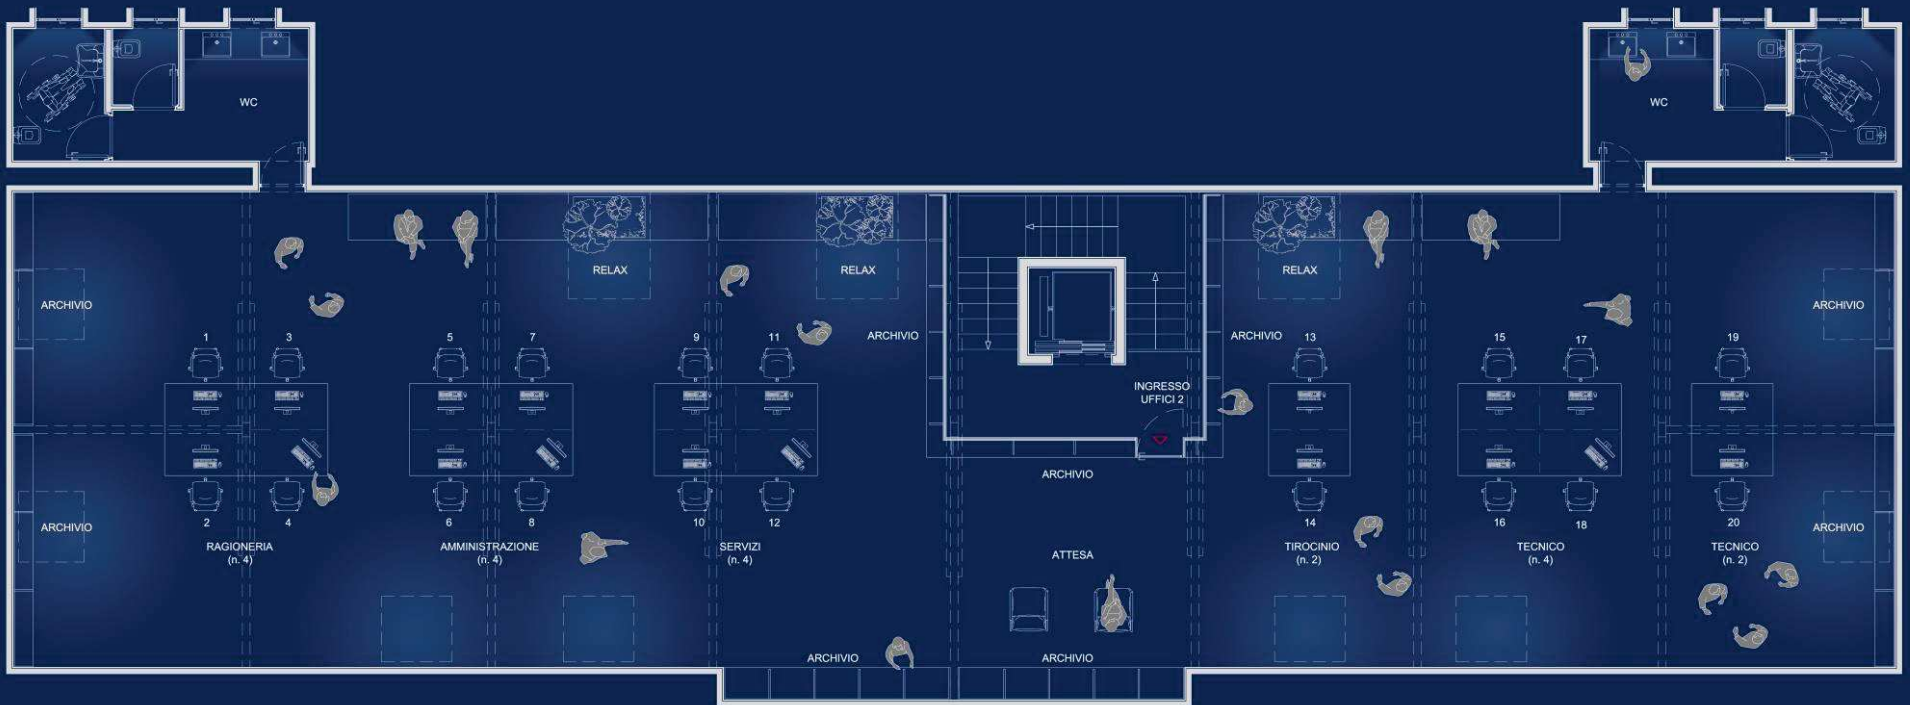 WC
WC
RELAX
RELAX
RELAX
ARCHIVIO
ARCHIVIO
ARCHIVIO
ARCHIVIO
1
3
5
7
9
11
13
15
17
19
INGRESSO
UFFICI 2
ARCHIVIO
2
4
6
8
10
12
14
16
18
20
ARCHIVIO
ARCHIVIO
RAGIONERIA
(n. 4)
AMMINISTRAZIONE
(n. 4)
SERVIZI
(n. 4)
ATTESA
TIROCINIO
(n. 2)
TECNICO
(n. 4)
TECNICO
(n. 2)
ARCHIVIO
ARCHIVIO